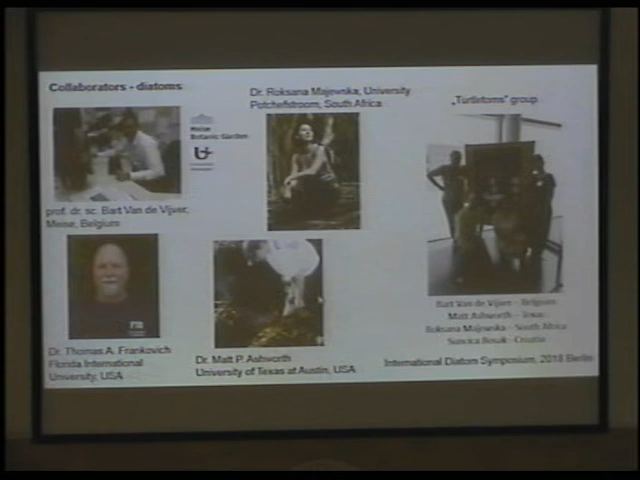 Collaborators - diatoms:
Dr. Roksana Majewska, University
Potchefstroom, South Africa
„Turtletoms" group
Meise
Botanic Garden
prof. dr. sc. Bart Van de Vijver,
Meise, Belgium
Dr. Thomas A. Frankovich
Florida International
University, USA
Dr. Matt P. Ashworth
University of Texas at Austin, USA
Bart Van de Vijver – Belgium
Matt Ashworth – Texas
Roksana Majewska – South Africa
Suncica Bosak - Croatia
International Diatom Symposium, 2018 Berlin